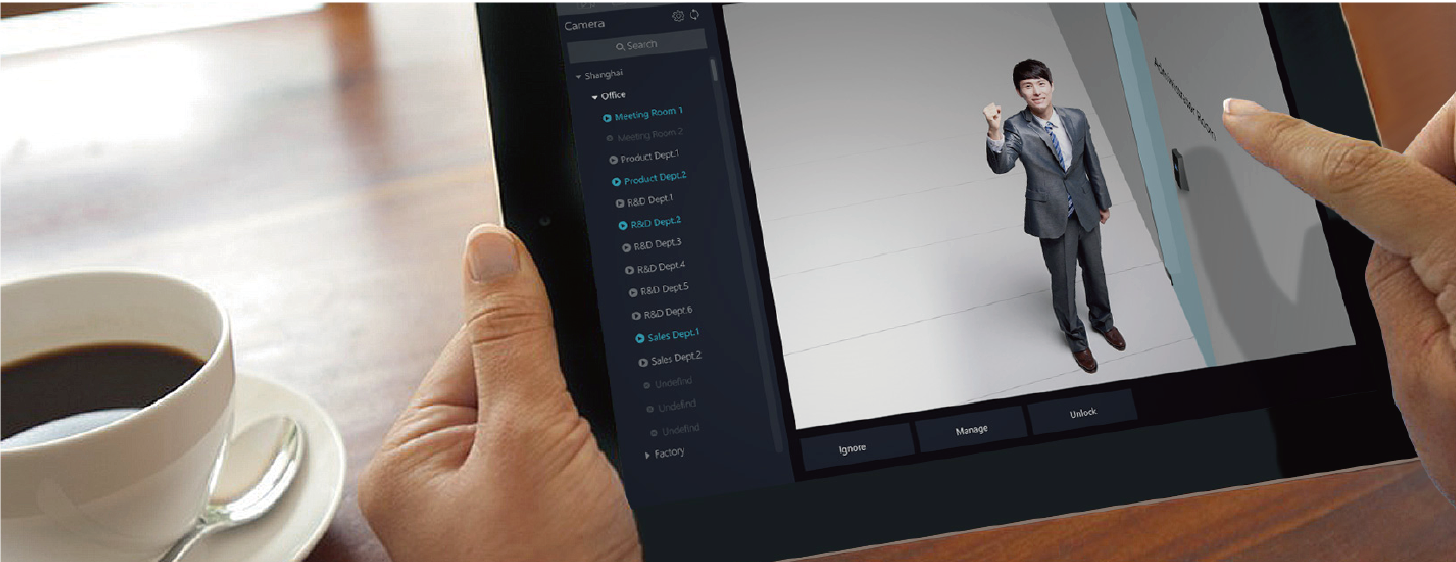 Camera
Search
Shanghai
Office
Meeting Room 1
Meeting Room 2
Product Dept.1
Product Dept.2
R&D Dept.1
R&D Dept.2
R&D Dept.3
R&D Dept.4
R&D Dept.5
R&D Dept.6
Sales Dept.1
Sales Dept.2
Undefind
Undefind
Undefind
Factory
Administrator Room
Ignore
Manage
Unlock